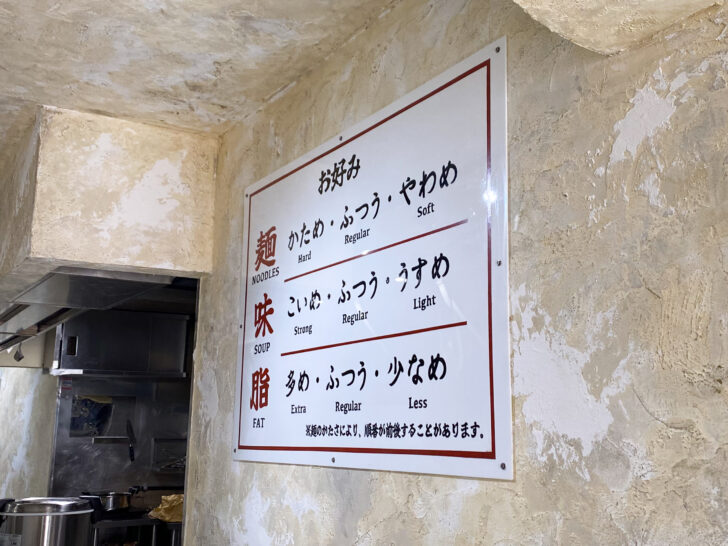 お好み
麺 かため・ふつう・やわめ
NOODLES Hard Regular Soft
味 こいめ・ふつう・うすめ
SOUP Strong Regular Light
脂 多め・ふつう・少なめ
FAT Extra Regular Less
※麺のかたさにより、順番が前後することがあります。